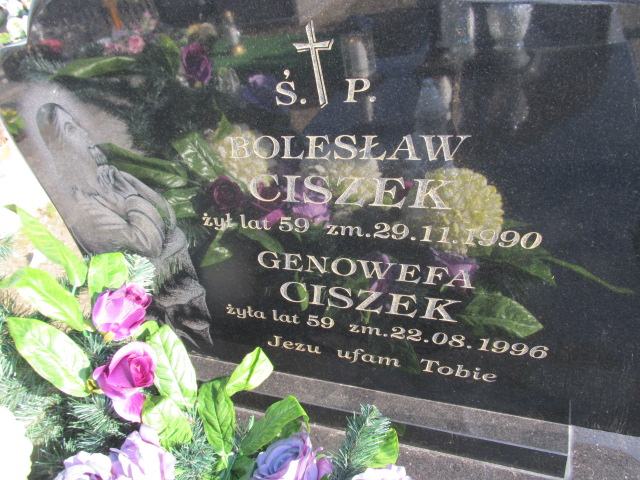 Ś. P.
BOLESŁAW
CISZEK
żył lat 59 zm.29.11.1990
GENOWEFA
CISZEK
żyła lat 59 zm.22.08.1996
Jezu ufam Tobie